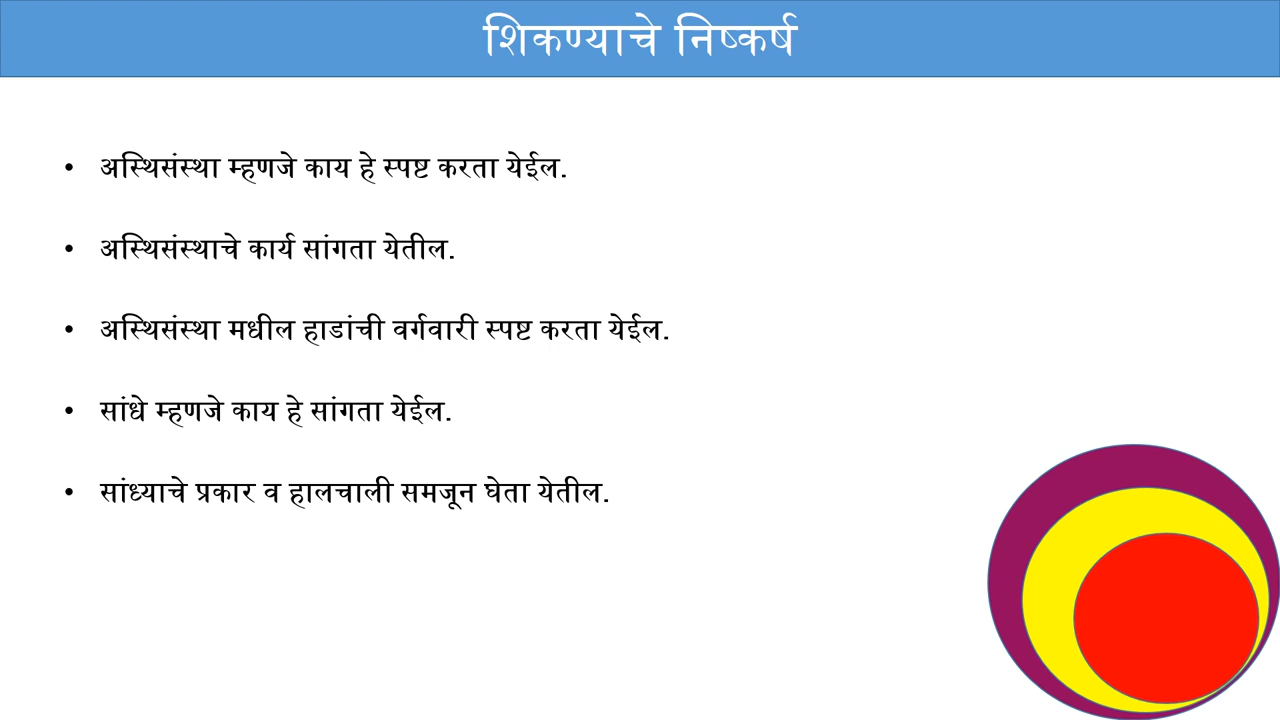 शिकण्याचे निष्कर्ष
• अस्थिसंस्था म्हणजे काय हे स्पष्ट करता येईल.
• अस्थिसंस्थाचे कार्य सांगता येतील.
• अस्थिसंस्था मधील हाडांची वर्गवारी स्पष्ट करता येईल.
• सांधे म्हणजे काय हे सांगता येईल.
• सांध्याचे प्रकार व हालचाली समजून घेता येतील.